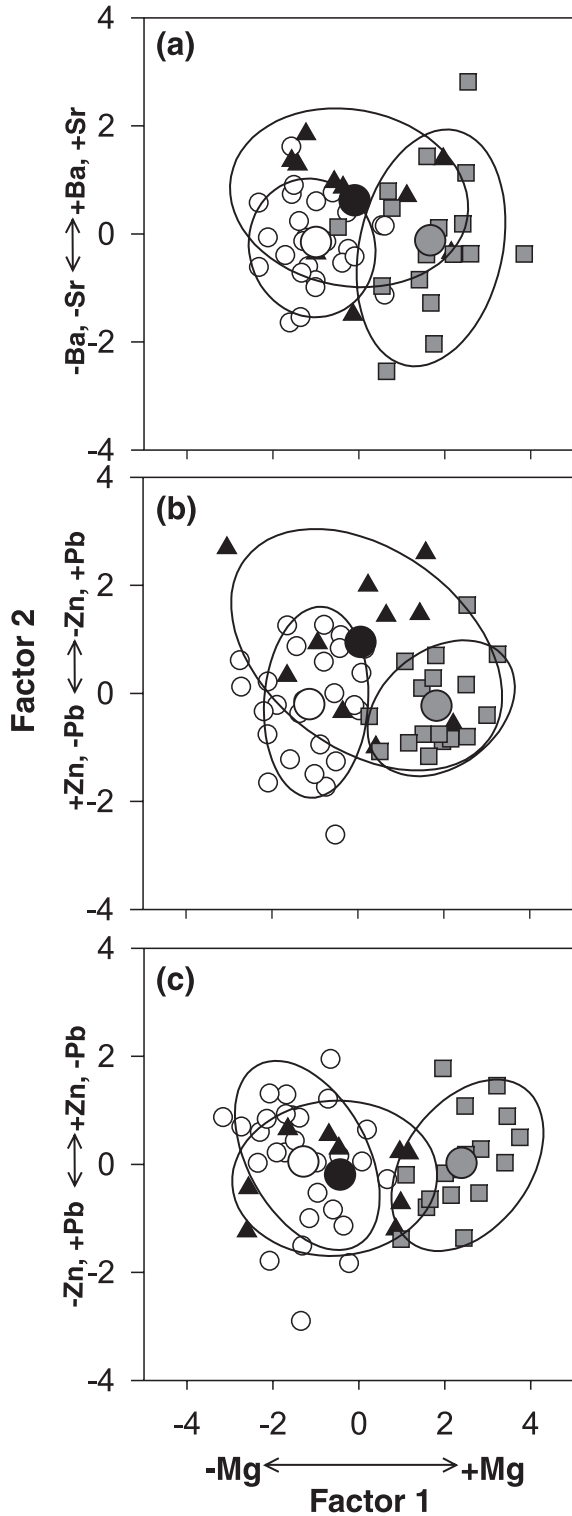 (a)
4
2
0
-2
-4
-Ba, -Sr ⟷ +Ba, +Sr
(b)
4
2
0
-2
-4
+Zn, -Pb ⟷ -Zn, +Pb
Factor 2
(c)
4
2
0
-2
-4
-Zn, +Pb ⟷ +Zn, -Pb
-4 -2 0 2 4
-Mg ⟷ +Mg
Factor 1